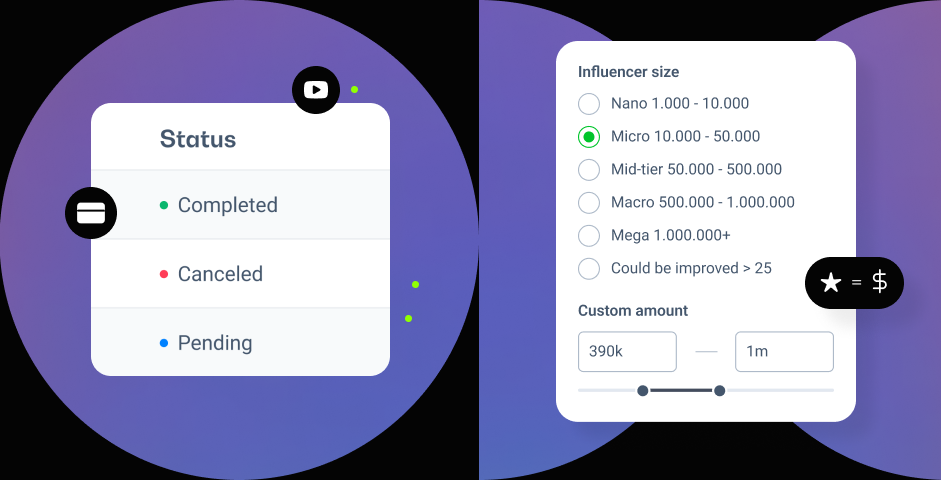 Status
Completed
Canceled
Pending
Influencer size
Nano 1.000 - 10.000
Micro 10.000 - 50.000
Mid-tier 50.000 - 500.000
Macro 500.000 - 1.000.000
Mega 1.000.000+
Could be improved > 25
= $
Custom amount
390k — 1m